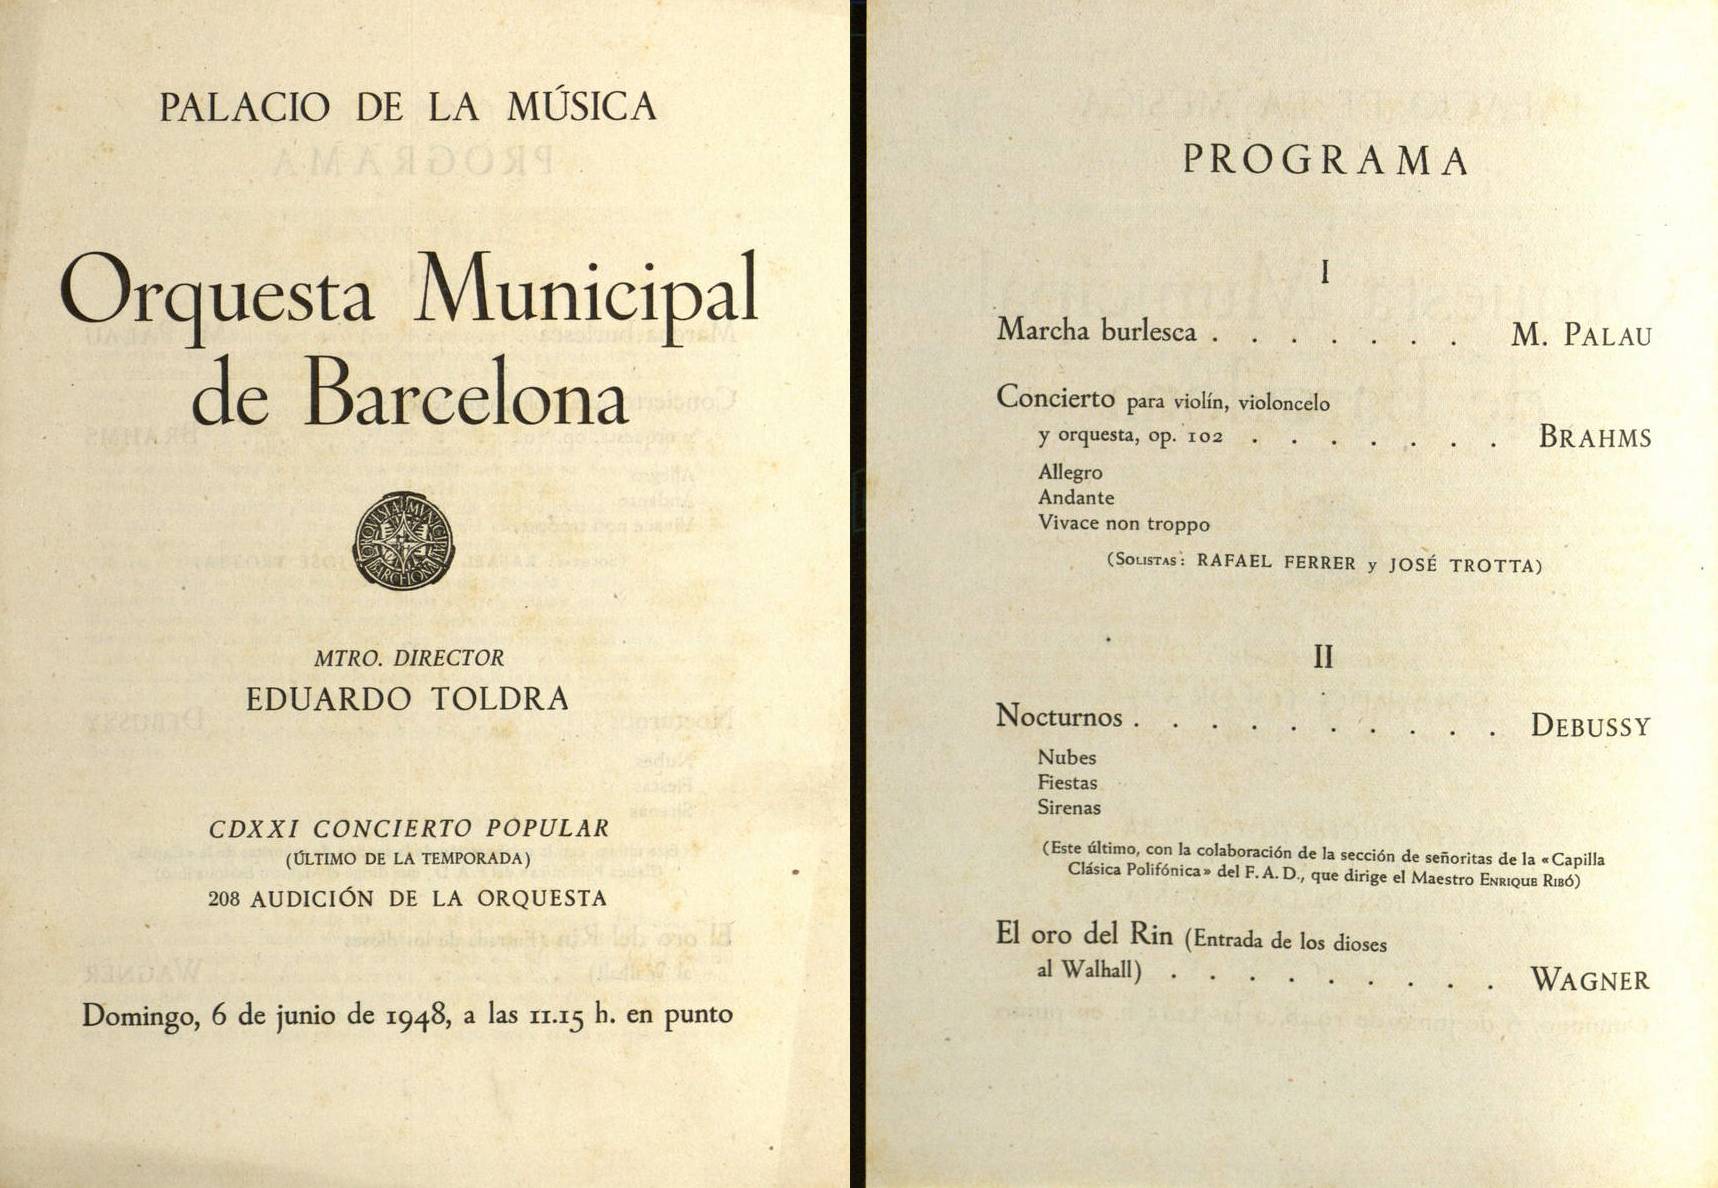 PALACIO DE LA MÚSICA
Orquesta Municipal
de Barcelona
ORQUESTA MVNICIPAL
BARCELONA
MTRO. DIRECTOR
EDUARDO TOLDRA
CDXXI CONCIERTO POPULAR
(ÚLTIMO DE LA TEMPORADA)
208 AUDICIÓN DE LA ORQUESTA
Domingo, 6 de junio de 1948, a las 11.15 h. en punto
PROGRAMA
I
Marcha burlesca . . . . . . . M. PALAU
Concierto para violín, violoncelo
y orquesta, op. 102 . . . . . . . BRAHMS
Allegro
Andante
Vivace non troppo
(SOLISTAS: RAFAEL FERRER y JOSÉ TROTTA)
II
Nocturnos . . . . . . . . . . DEBUSSY
Nubes
Fiestas
Sirenas
(Este último, con la colaboración de la sección de señoritas de la «Capilla
Clásica Polifónica» del F. A. D., que dirige el Maestro ENRIQUE RIBÓ)
El oro del Rin (Entrada de los dioses
al Walhall) . . . . . . . . . WAGNER